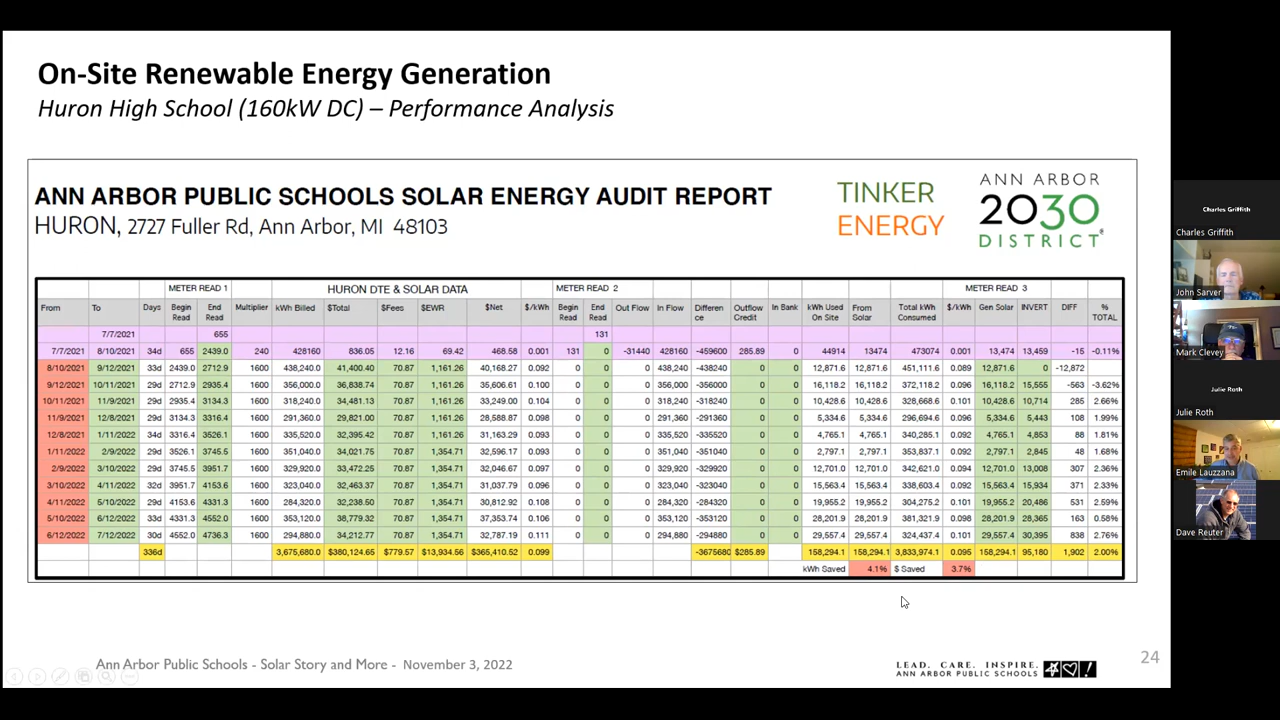 On-Site Renewable Energy Generation
Huron High School (160kW DC) – Performance Analysis
ANN ARBOR PUBLIC SCHOOLS SOLAR ENERGY AUDIT REPORT
HURON, 2727 Fuller Rd, Ann Arbor, MI 48103
TINKER
ENERGY
ANN ARBOR
2030
DISTRICT
METER READ 1 HURON DTE & SOLAR DATA METER READ 2 METER READ 3
From To Days Begin Read End Read Multiplier kWh Billed $Total $Fees $EWR $Net $/kWh Begin Read End Read Out Flow In Flow Differen ce Outflow Credit In Bank kWh Used On Site From Solar Total kWh Consumed $/kWh Gen Solar INVERT DIFF % TOTAL
7/7/2021 655 131
7/7/2021 8/10/2021 34d 655 2439.0 240 428160 836.05 12.16 69.42 468.58 0.001 131 0 -31440 428160 -459600 285.89 0 44914 13474 473074 0.001 13,474 13,459 -15 -0.11%
8/10/2021 9/12/2021 33d 2439.0 2712.9 1600 438,240.0 41,400.40 70.87 1,161.26 40,168.27 0.092 0 0 0 438,240 -438240 0 0 12,871.6 12,871.6 451,111.6 0.089 12,871.6 0 -12,872
9/12/2021 10/11/2021 29d 2712.9 2935.4 1600 356,000.0 36,838.74 70.87 1,161.26 35,606.61 0.100 0 0 0 356,000 -356000 0 0 16,118.2 16,118.2 372,118.2 0.096 16,118.2 15,555 -563 -3.62%
10/11/2021 11/9/2021 29d 2935.4 3134.3 1600 318,240.0 34,481.13 70.87 1,161.26 33,249.00 0.104 0 0 0 318,240 -318240 0 0 10,428.6 10,428.6 328,668.6 0.101 10,428.6 10,714 285 2.66%
11/9/2021 12/8/2021 29d 3134.3 3316.4 1600 291,360.0 29,821.00 70.87 1,161.26 28,588.87 0.098 0 0 0 291,360 -291360 0 0 5,334.6 5,334.6 296,694.6 0.096 5,334.6 5,443 108 1.99%
12/8/2021 1/11/2022 34d 3316.4 3526.1 1600 335,520.0 32,395.42 70.87 1,161.26 31,163.29 0.093 0 0 0 335,520 -335520 0 0 4,765.1 4,765.1 340,285.1 0.092 4,765.1 4,853 88 1.81%
1/11/2022 2/9/2022 29d 3526.1 3745.5 1600 351,040.0 34,021.75 70.87 1,354.71 32,596.17 0.093 0 0 0 351,040 -351040 0 0 2,797.1 2,797.1 353,837.1 0.092 2,797.1 2,845 48 1.68%
2/9/2022 3/10/2022 29d 3745.5 3951.7 1600 329,920.0 33,472.25 70.87 1,354.71 32,046.67 0.097 0 0 0 329,920 -329920 0 0 12,701.0 12,701.0 342,621.0 0.094 12,701.0 13,008 307 2.36%
3/10/2022 4/11/2022 32d 3951.7 4153.6 1600 323,040.0 32,463.37 70.87 1,354.71 31,037.79 0.096 0 0 0 323,040 -323040 0 0 15,563.4 15,563.4 338,603.4 0.092 15,563.4 15,934 371 2.33%
4/11/2022 5/10/2022 29d 4153.6 4331.3 1600 284,320.0 32,238.50 70.87 1,354.71 30,812.92 0.108 0 0 0 284,320 -284320 0 0 19,955.2 19,955.2 304,275.2 0.101 19,955.2 20,486 531 2.59%
5/10/2022 6/12/2022 33d 4331.3 4552.0 1600 353,120.0 38,779.32 70.87 1,354.71 37,353.74 0.106 0 0 0 353,120 -353120 0 0 28,201.9 28,201.9 381,321.9 0.098 28,201.9 28,365 163 0.58%
6/12/2022 7/12/2022 30d 4552.0 4736.3 1600 294,880.0 34,212.77 70.87 1,354.71 32,787.19 0.111 0 0 0 294,880 -294880 0 0 29,557.4 29,557.4 324,437.4 0.101 29,557.4 30,395 838 2.76%
336d 3,675,680.0 $380,124.65 $779.57 $13,934.56 $365,410.52 0.099 -3675680 $285.89 158,294.1 158,294.1 3,833,974.1 0.095 158,294.1 95,180 1,902 2.00%
kWh Saved 4.1% $ Saved 3.7%
Ann Arbor Public Schools - Solar Story and More - November 3, 2022
LEAD. CARE. INSPIRE.
ANN ARBOR PUBLIC SCHOOLS
24
Charles Griffith
Charles Griffith
John Sarver
Mark Clevey
Julie Roth
Julie Roth
Emile Lauzzana
Dave Reuter